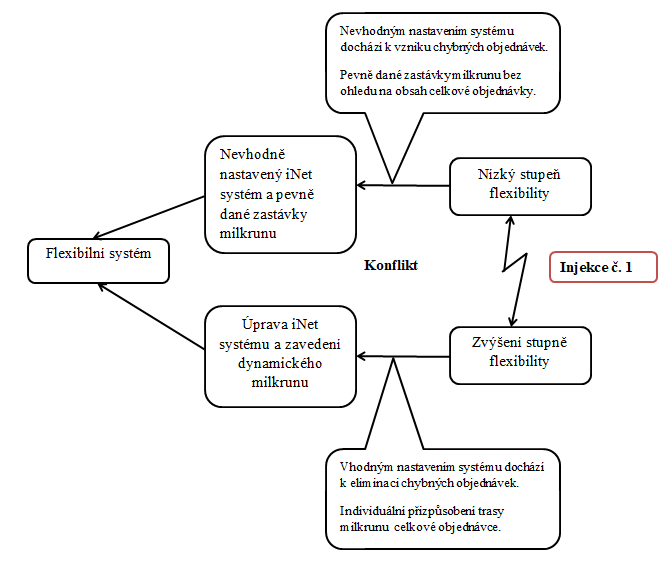 Nevhodným nastavením systému
dochází k vzniku chybných objednávek.
Pevně dané zastávky milkrunu bez
ohledu na obsah celkové objednávky.
Nevhodně
nastavený iNet
systém a pevně
dané zastávky
milkrunu
Nizký stupeň
flexibility
Flexibilní systém
Konflikt
Injekce č. 1
Úprava iNet
systému a zavedení
dynamického
milkrunu
Zvýšení stupně
flexibility
Vhodným nastavením systému dochází
k eliminaci chybných objednávek.
Individuální přizpůsobení trasy
milkrunu celkové objednávce.